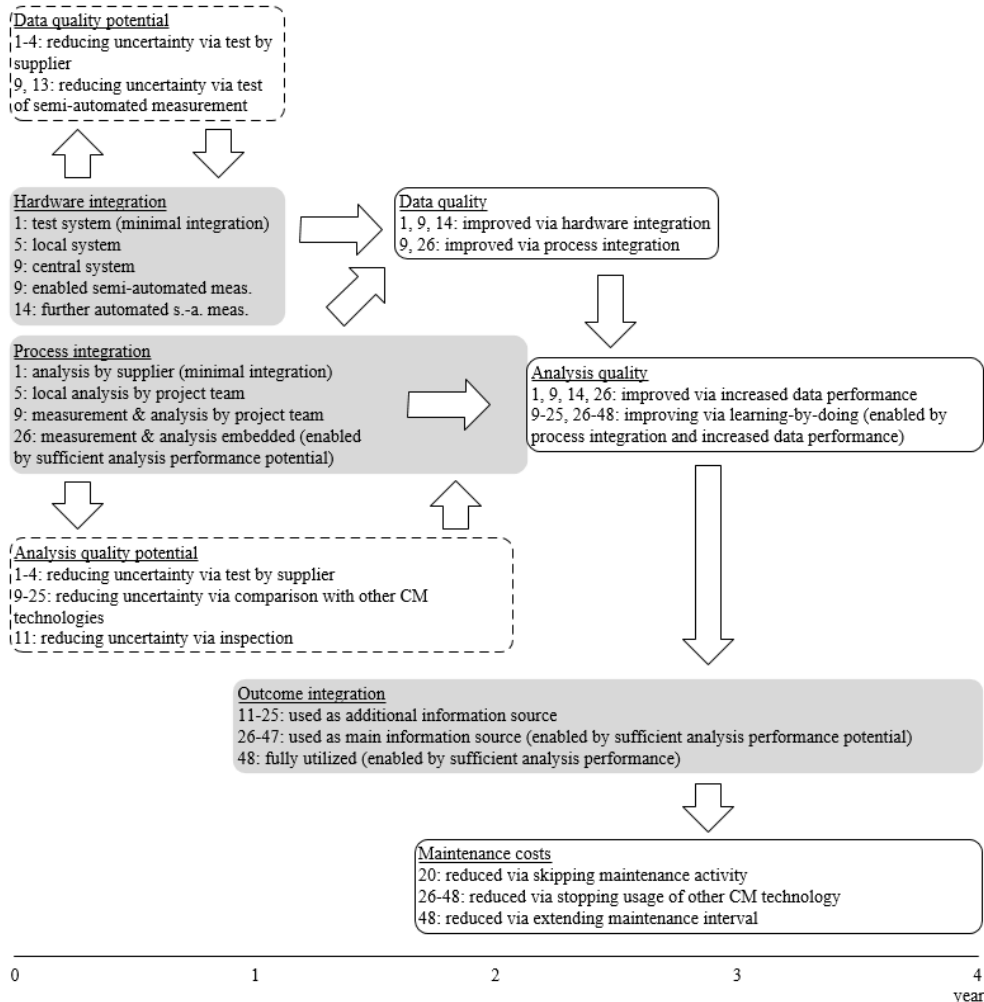 Data quality potential
1-4: reducing uncertainty via test by
supplier
9, 13: reducing uncertainty via test
of semi-automated measurement
Hardware integration
1: test system (minimal integration)
5: local system
9: central system
9: enabled semi-automated meas.
14: further automated s.-a. meas.
Data quality
1, 9, 14: improved via hardware integration
9, 26: improved via process integration
Process integration
1: analysis by supplier (minimal integration)
5: local analysis by project team
9: measurement & analysis by project team
26: measurement & analysis embedded (enabled
by sufficient analysis performance potential)
Analysis quality
1, 9, 14, 26: improved via increased data performance
9-25, 26-48: improving via learning-by-doing (enabled by
process integration and increased data performance)
Analysis quality potential
1-4: reducing uncertainty via test by supplier
9-25: reducing uncertainty via comparison with other CM
technologies
11: reducing uncertainty via inspection
Outcome integration
11-25: used as additional information source
26-47: used as main information source (enabled by sufficient analysis performance potential)
48: fully utilized (enabled by sufficient analysis performance)
Maintenance costs
20: reduced via skipping maintenance activity
26-48: reduced via stopping usage of other CM technology
48: reduced via extending maintenance interval
0 1 2 3 4
year